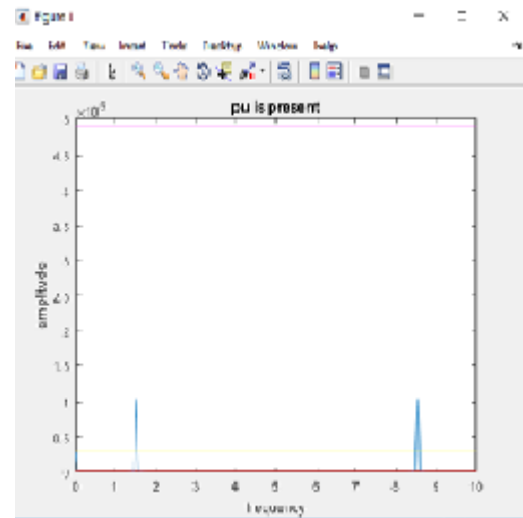 Figure 1
File Edit View Insert Tools Desktop Window Help
pu is present
×10
5
4.5
4
3.5
3
2.5
2
1.5
1
0.5
0
amplitude
0 1 2 3 4 5 6 7 8 9 10
frequency